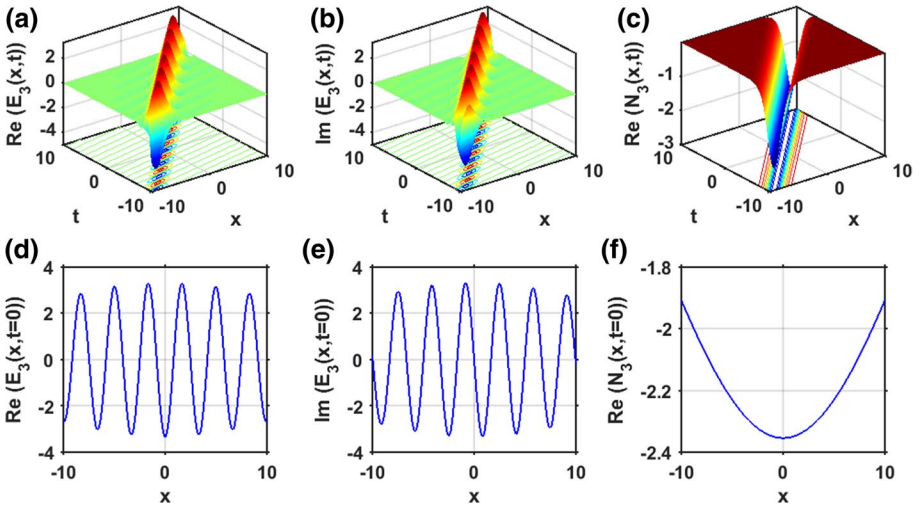 (a)
Re (E3(x,t))
2
0
-2
-4
10
0
-10
t
-10
0
10
x
(b)
Im (E3(x,t))
2
0
-2
-4
10
0
-10
t
-10
0
10
x
(c)
Re (N3(x,t))
-1
-2
-3
10
0
-10
t
-10
0
10
x
(d)
Re (E3(x,t=0))
4
2
0
-2
-4
-10
0
10
x
(e)
Im (E3(x,t=0))
4
2
0
-2
-4
-10
0
10
x
(f)
Re (N3(x,t=0))
-1.8
-2
-2.2
-2.4
-10
0
10
x